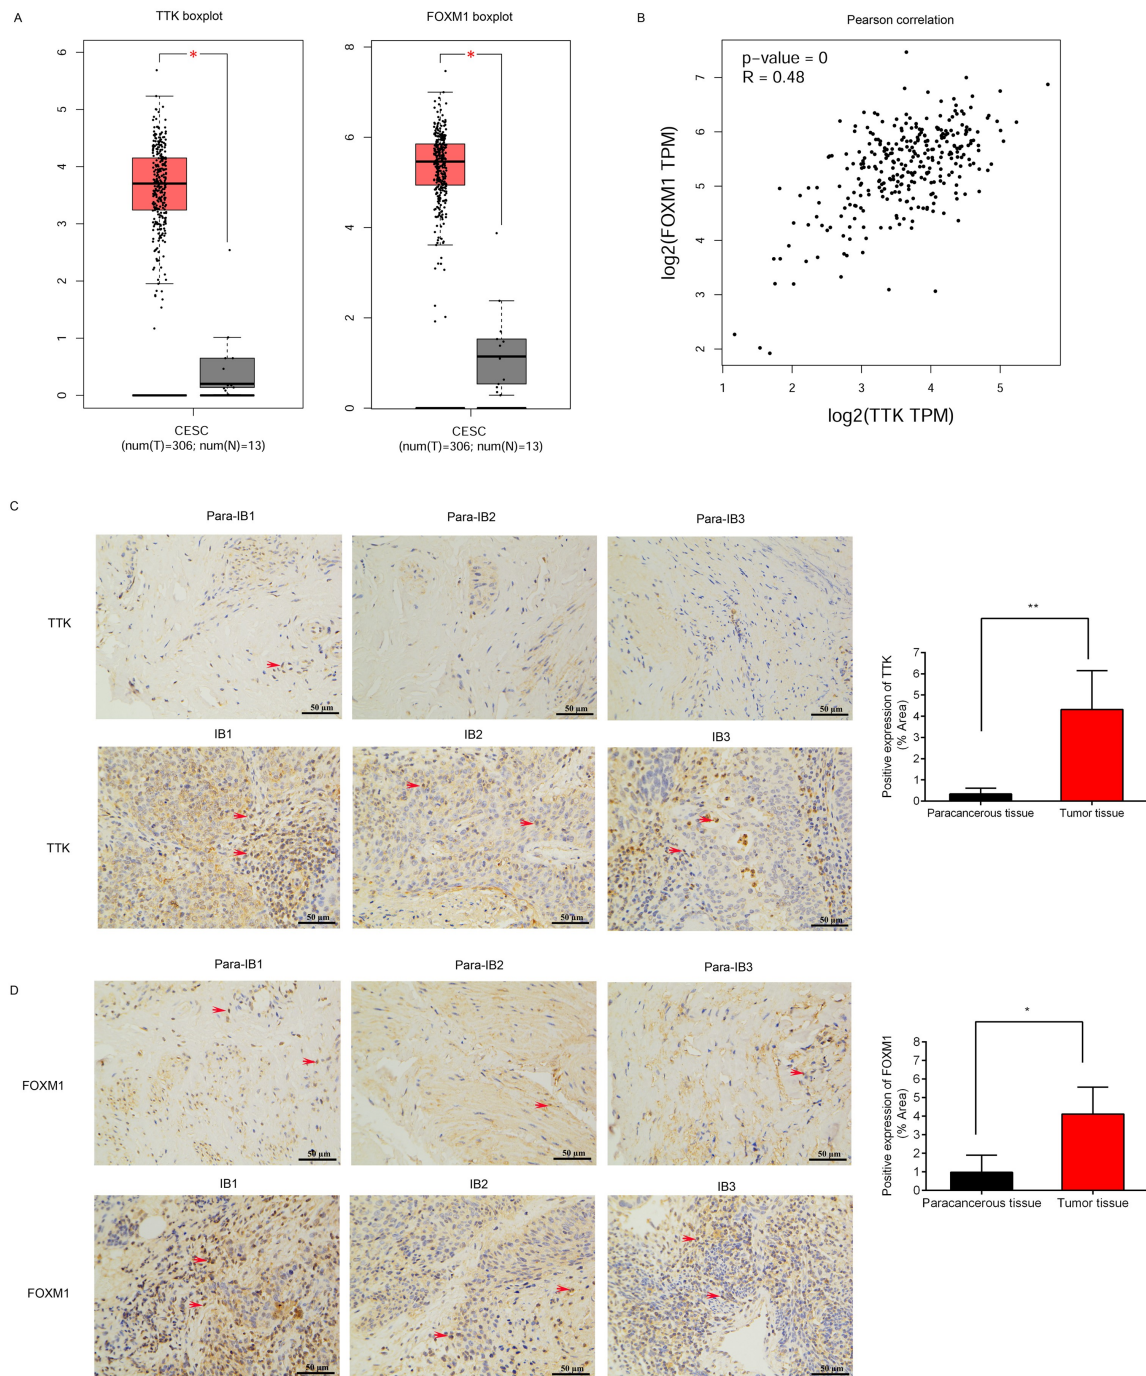 A
TTK boxplot
FOXM1 boxplot
*
*
6
5
4
3
2
1
0
8
6
4
2
0
CESC
(num(T)=306; num(N)=13)
CESC
(num(T)=306; num(N)=13)
B
Pearson correlation
p-value = 0
R = 0.48
log2(FOXM1 TPM)
7
6
5
4
3
2
1 2 3 4 5
log2(TTK TPM)
C
Para-IB1 Para-IB2 Para-IB3
TTK
50 µm 50 µm 50 µm
IB1 IB2 IB3
TTK
50 µm 50 µm 50 µm
**
Positive expression of TTK
(% Area)
7
6
5
4
3
2
1
0
Paracancerous tissue Tumor tissue
D
Para-IB1 Para-IB2 Para-IB3
FOXM1
50 µm 50 µm 50 µm
IB1 IB2 IB3
FOXM1
50 µm 50 µm 50 µm
*
Positive expression of FOXM1
(% Area)
8
7
6
5
4
3
2
1
0
Paracancerous tissue Tumor tissue